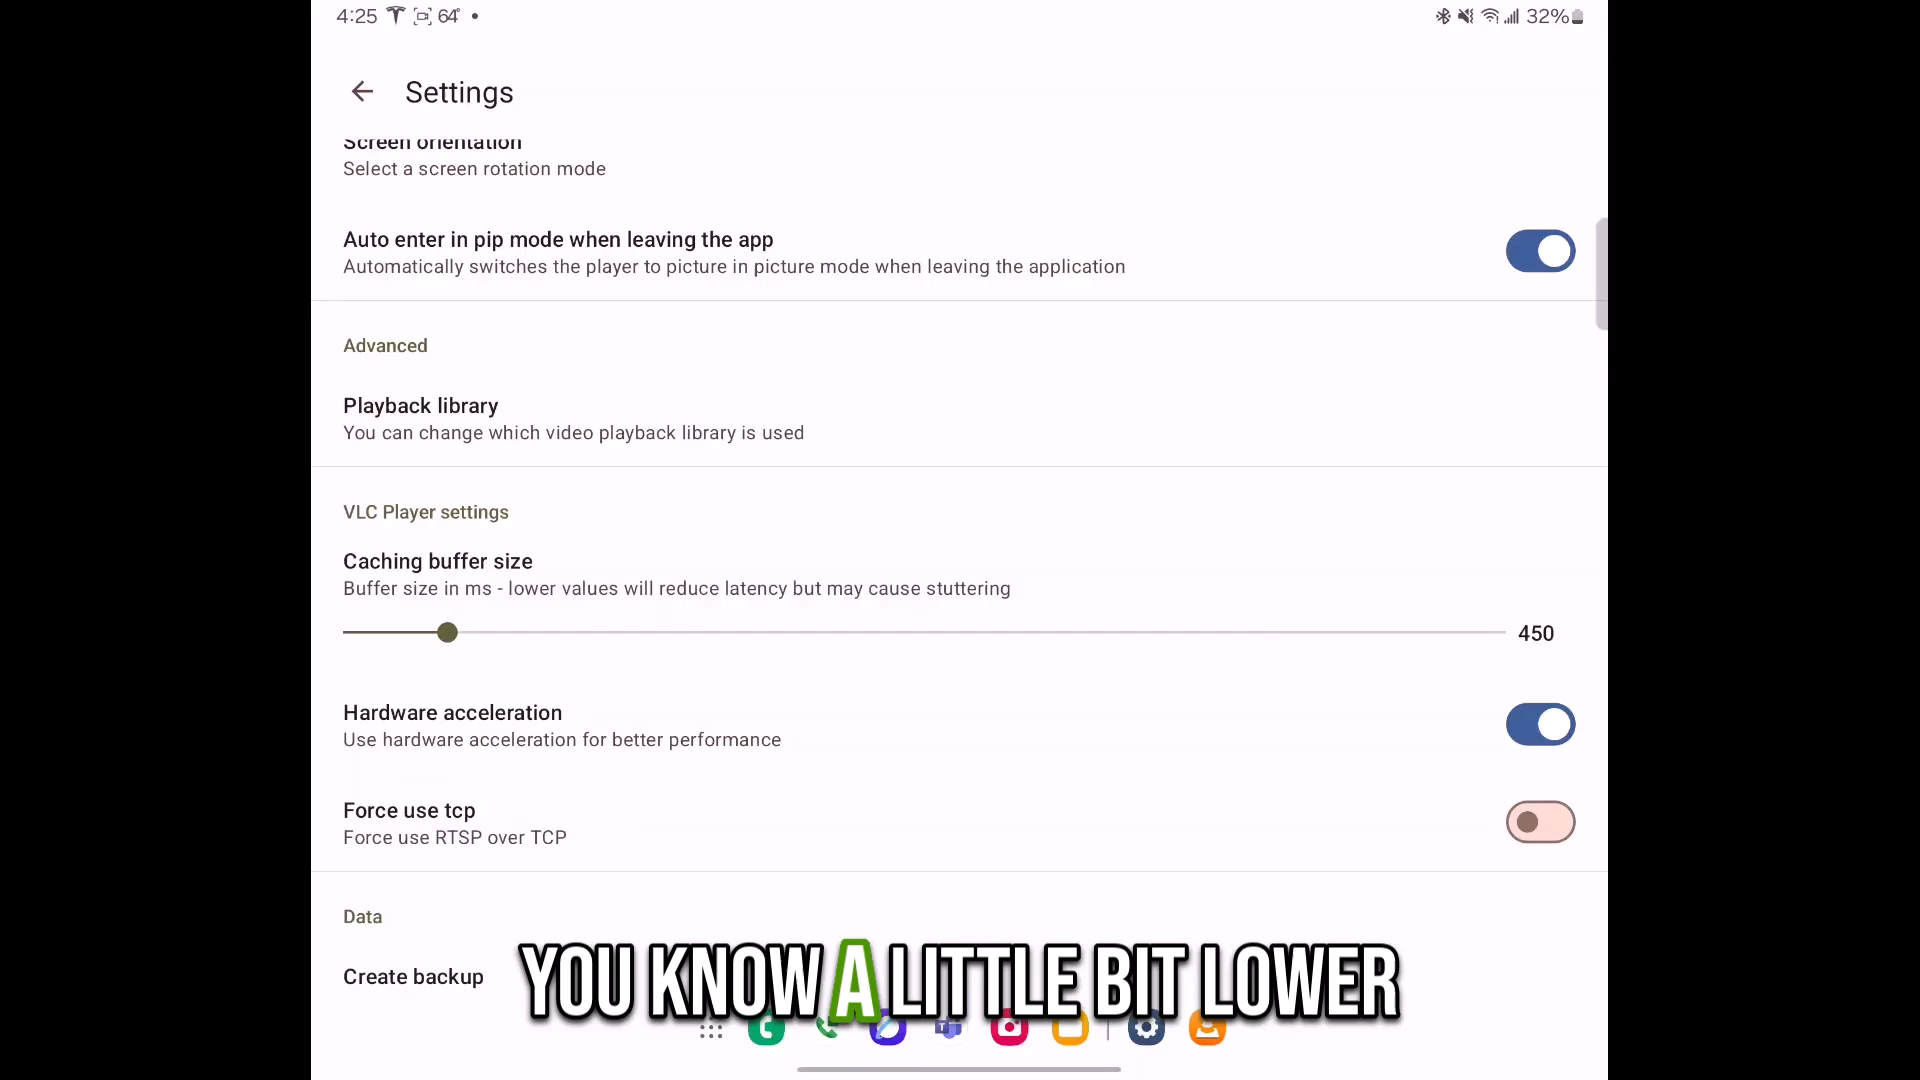 4:25 64°
32%
Settings
Screen orientation
Select a screen rotation mode
Auto enter in pip mode when leaving the app
Automatically switches the player to picture in picture mode when leaving the application
Advanced
Playback library
You can change which video playback library is used
VLC Player settings
Caching buffer size
Buffer size in ms - lower values will reduce latency but may cause stuttering
450
Hardware acceleration
Use hardware acceleration for better performance
Force use tcp
Force use RTSP over TCP
Data
Create backup
YOU KNOW A LITTLE BIT LOWER